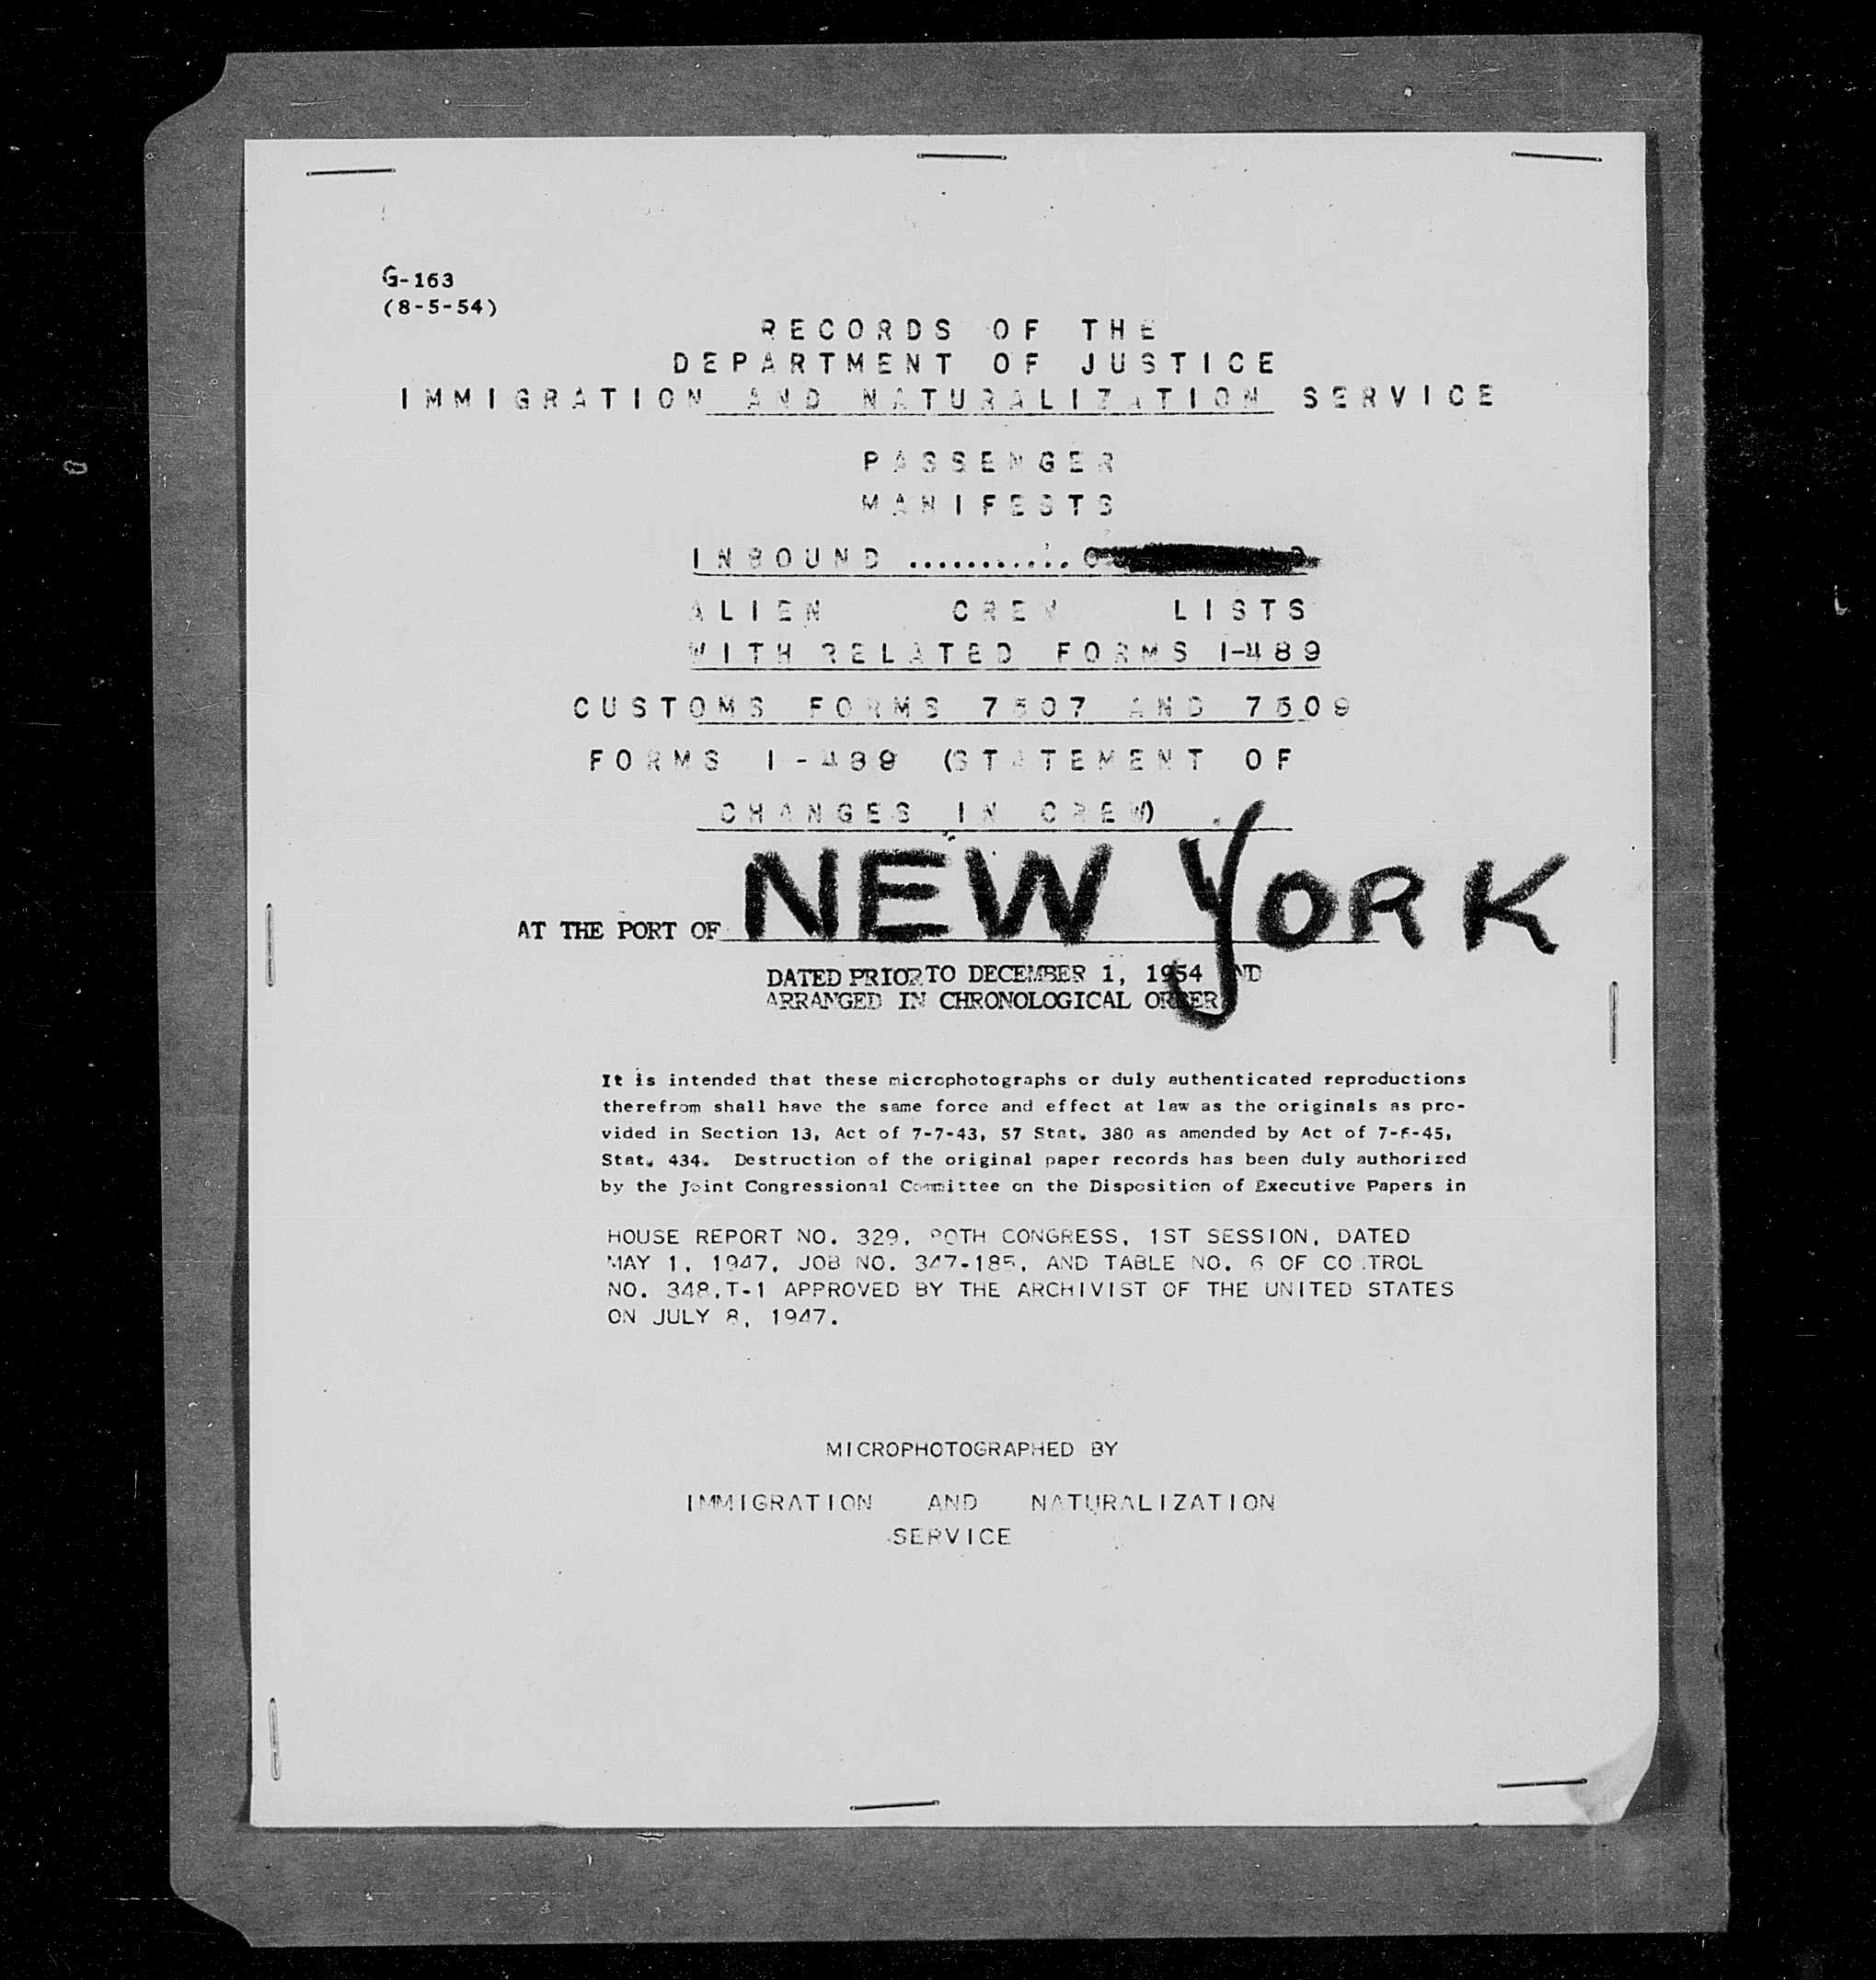 G-163
(8-5-54)
RECORDS OF THE
DEPARTMENT OF JUSTICE
IMMIGRATION AND NATURALIZATION SERVICE
PASSENGER
MANIFESTS
INBOUND ...........
ALIEN CREW LISTS
WITH RELATED FORMS I-489
CUSTOMS FORMS 7507 AND 7509
FORMS I-489 (STATEMENT OF
CHANGES IN CREW)
AT THE PORT OF NEW YORK
DATED PRIOR TO DECEMBER 1, 1954 AND
ARRANGED IN CHRONOLOGICAL ORDER
It is intended that these microphotographs or duly authenticated reproductions
therefrom shall have the same force and effect at law as the originals as pro-
vided in Section 13, Act of 7-7-43, 57 Stat. 380 as amended by Act of 7-6-45,
Stat. 434. Destruction of the original paper records has been duly authorized
by the Joint Congressional Committee on the Disposition of Executive Papers in
HOUSE REPORT NO. 329, 80TH CONGRESS, 1ST SESSION, DATED
MAY 1, 1947, JOB NO. 347-185, AND TABLE NO. 6 OF CONTROL
NO. 348.T-1 APPROVED BY THE ARCHIVIST OF THE UNITED STATES
ON JULY 8, 1947.
MICROPHOTOGRAPHED BY
IMMIGRATION AND NATURALIZATION
SERVICE